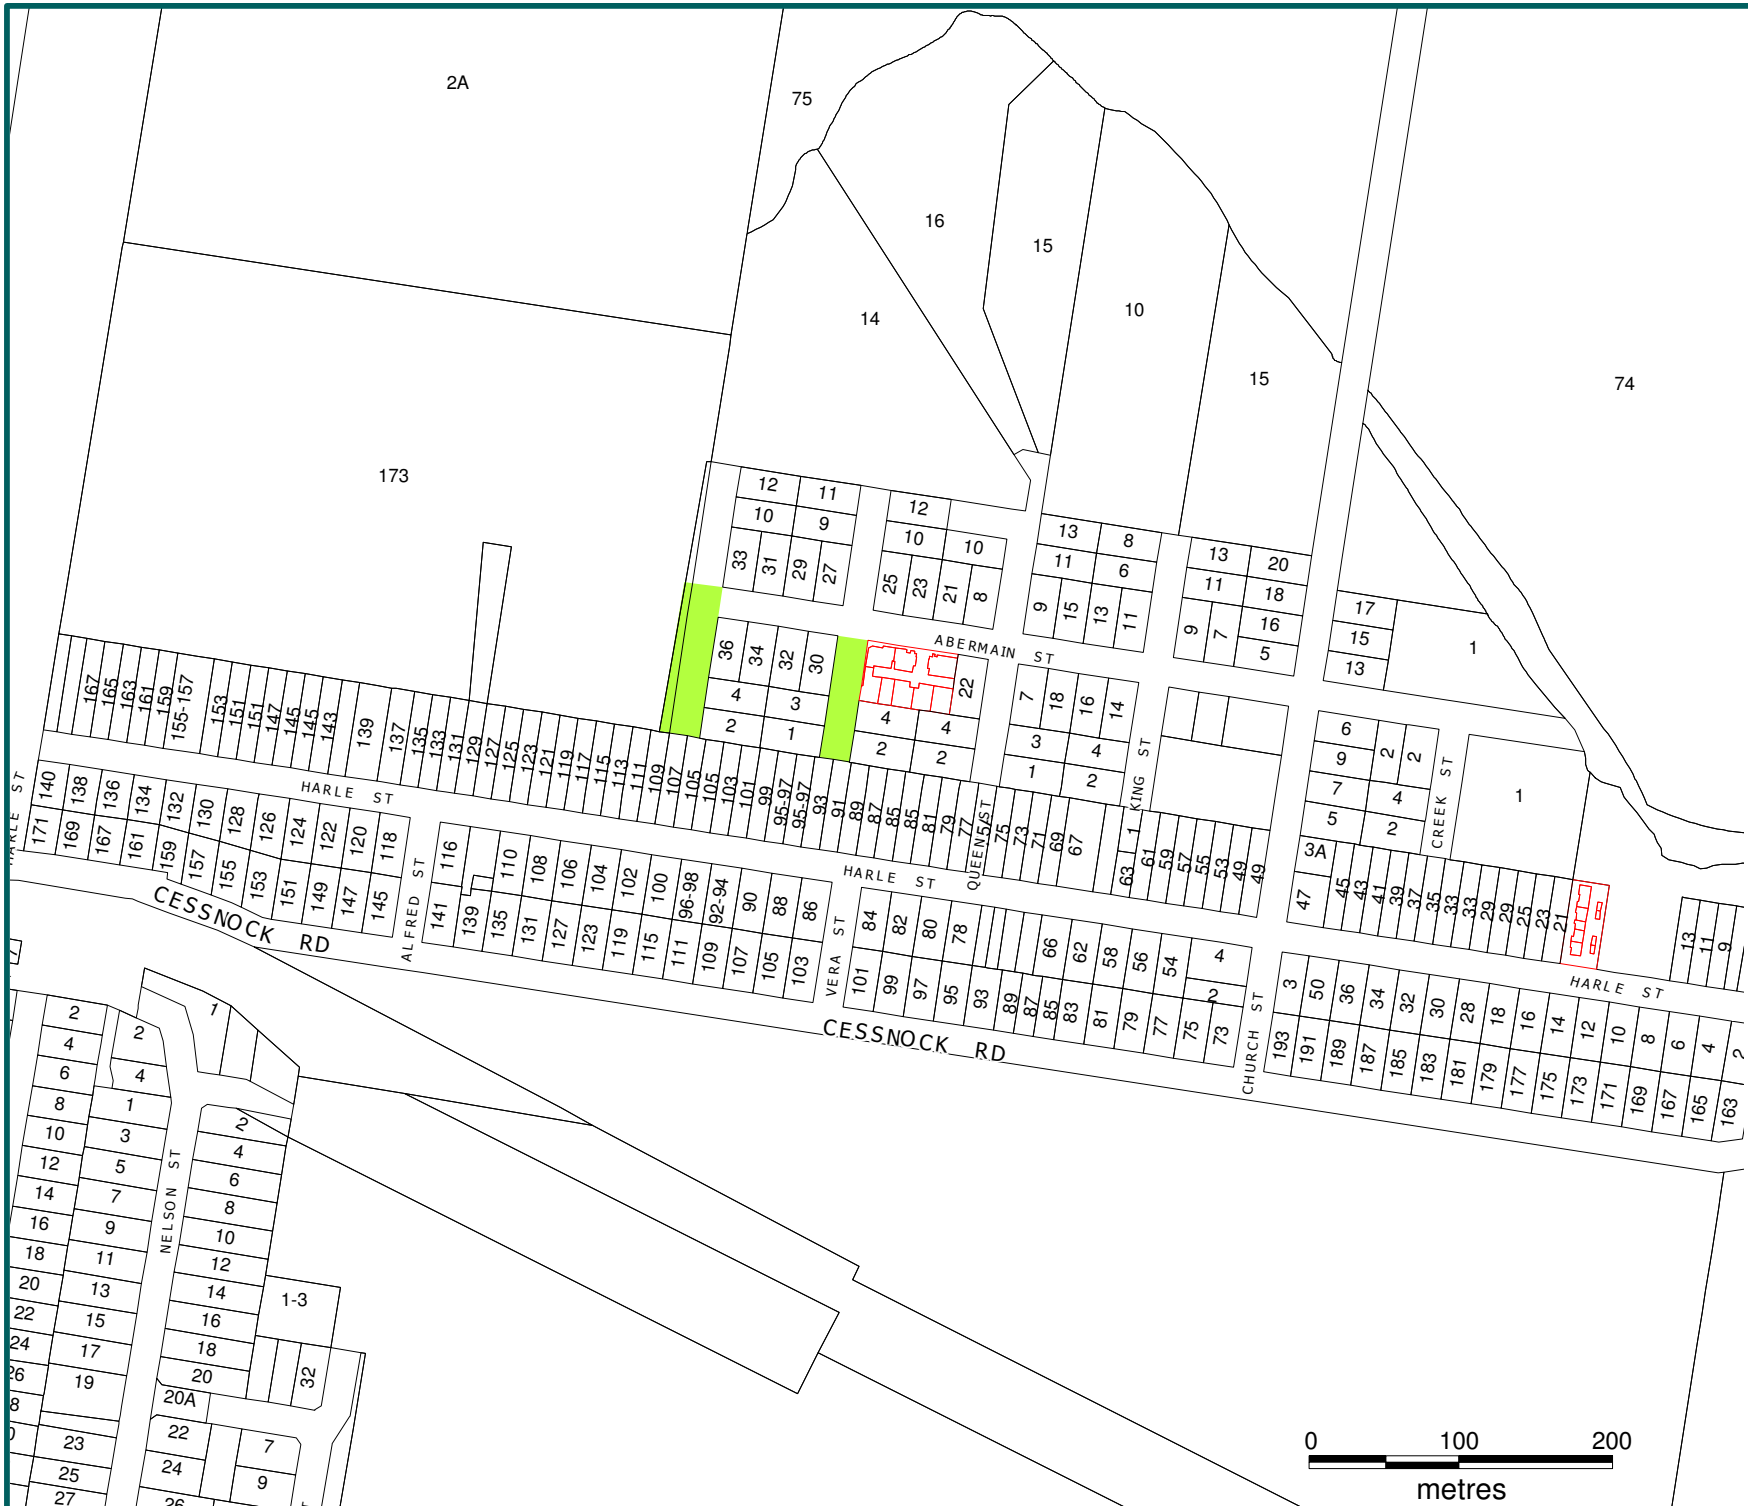 2A
75
16
15
14
10
15
74
173
12 11
10 9
33 31 29 27
12
10 10
25 23 21 8
13 8
11 6
9 15 13 11
13 20
11 18
9 7 16
5
17
15
13
1
ABERMAIN ST
36 34 32 30
4 3
2 1
22
4 4
2 2
7 18 16 14
3 4
1 2
KING ST
6
9 2 2
7 4
5 2
CREEK ST
1
3A
167 165 163 161 159 155-157 153 151 151 147 145 145 143 139 137 135 133 131 129 127 125 123 121 119 117 115 113 111 109 107 105 105 103 101 99 95-97 95-97 93 91 89 87 85 85 81 79 77 75 75 73 71 69 67 63 1 61 59 57 55 53 49 49
QUEEN ST
47 45 43 41 39 37 35 33 33 29 29 25 23 21
13 11 9
HARLE ST
HARLE ST
HARLE ST
HARLE ST
140 138 136 134 132 130 128 126 124 122 120 118
171 169 167 161 159 157 155 153 151 149 147 145
ALFRED ST
116 110 108 106 104 102 100 96-98 92-94 90 88 86
141 139 135 131 127 123 119 115 111 109 107 105 103
VERA ST
84 82 80 78 66 62 58 56 54 4
2
101 99 97 95 93 89 87 85 83 81 79 77 75 73
CHURCH ST
3 50 36 34 32 30 28 18 16 14 12 10 8 6 4 2
193 191 189 187 185 183 181 179 177 175 173 171 169 167 165 163
CESSNOCK RD
CESSNOCK RD
1
2 2
4 4
6 1
8 3
10 5
12 7
14 9
16 11
18 13
20 15
22 17
24 19
26
23
25
27
NELSON ST
2
4
6
8
10
12
14
16
18
20
20A
22
24
26
1-3
32
7
9
0 100 200
metres